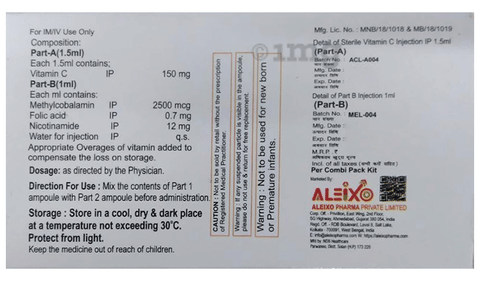 For IM/IV Use Only
Composition:
Part-A(1.5ml)
Each 1.5ml contains;
Vitamin C IP 150 mg
Part-B(1ml)
Each ml contains:
Methylcobalamin IP 2500 mcg
Folic acid IP 0.7 mg
Nicotinamide IP 12 mg
Water for injection IP q.s.
Appropriate Overages of vitamin added to
compensate the loss on storage.
Dosage: as directed by the Physician.
Direction For Use: Mix the contents of Part 1
ampoule with Part 2 ampoule before administration.
Storage : Store in a cool, dry & dark place
at a temperature not exceeding 30°C.
Protect from light.
Keep the medicine out of reach of children.
CAUTION : Not to be sold by retail without the prescription
of Registered Medical Practitioner.
Warning : If any suspended particle is visible in the ampoule,
please do not use & return for free replacement.
Warning : Not to be used for new born
or Premature infants.
Mfg. Lic. No. : MNB/18/1018 & MB/18/1019
Detail of Sterile Vitamin C Injection IP 1.5ml
(Part-A)
Batch No. : ACL-A004
Mfg. Date :
Exp. Date :
Detail of Part B Injection 1ml
(Part-B)
Batch No. : MEL-004
Mfg. Date :
Exp. Date :
M.R.P. ₹
Incl. of all taxes
Per Combi Pack Kit
Marketed By:
ALEIXO
ALEIXO PHARMA PRIVATE LIMITED